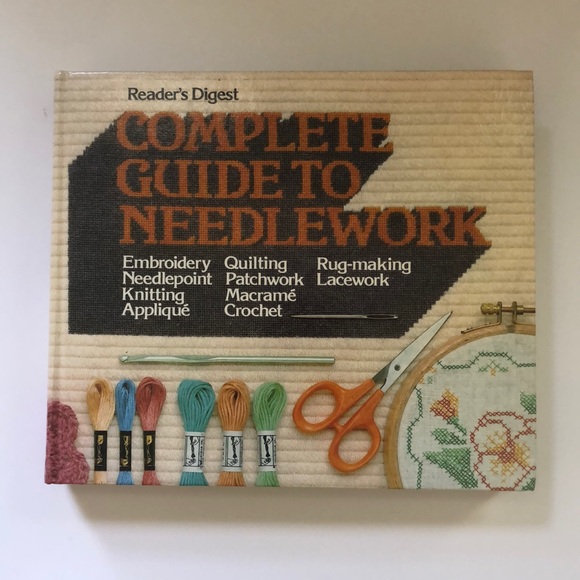 Reader's Digest
COMPLETE
GUIDE TO
NEEDLEWORK
Embroidery Quilting Rug-making
Needlepoint Patchwork Lacework
Knitting Macramé
Appliqué Crochet